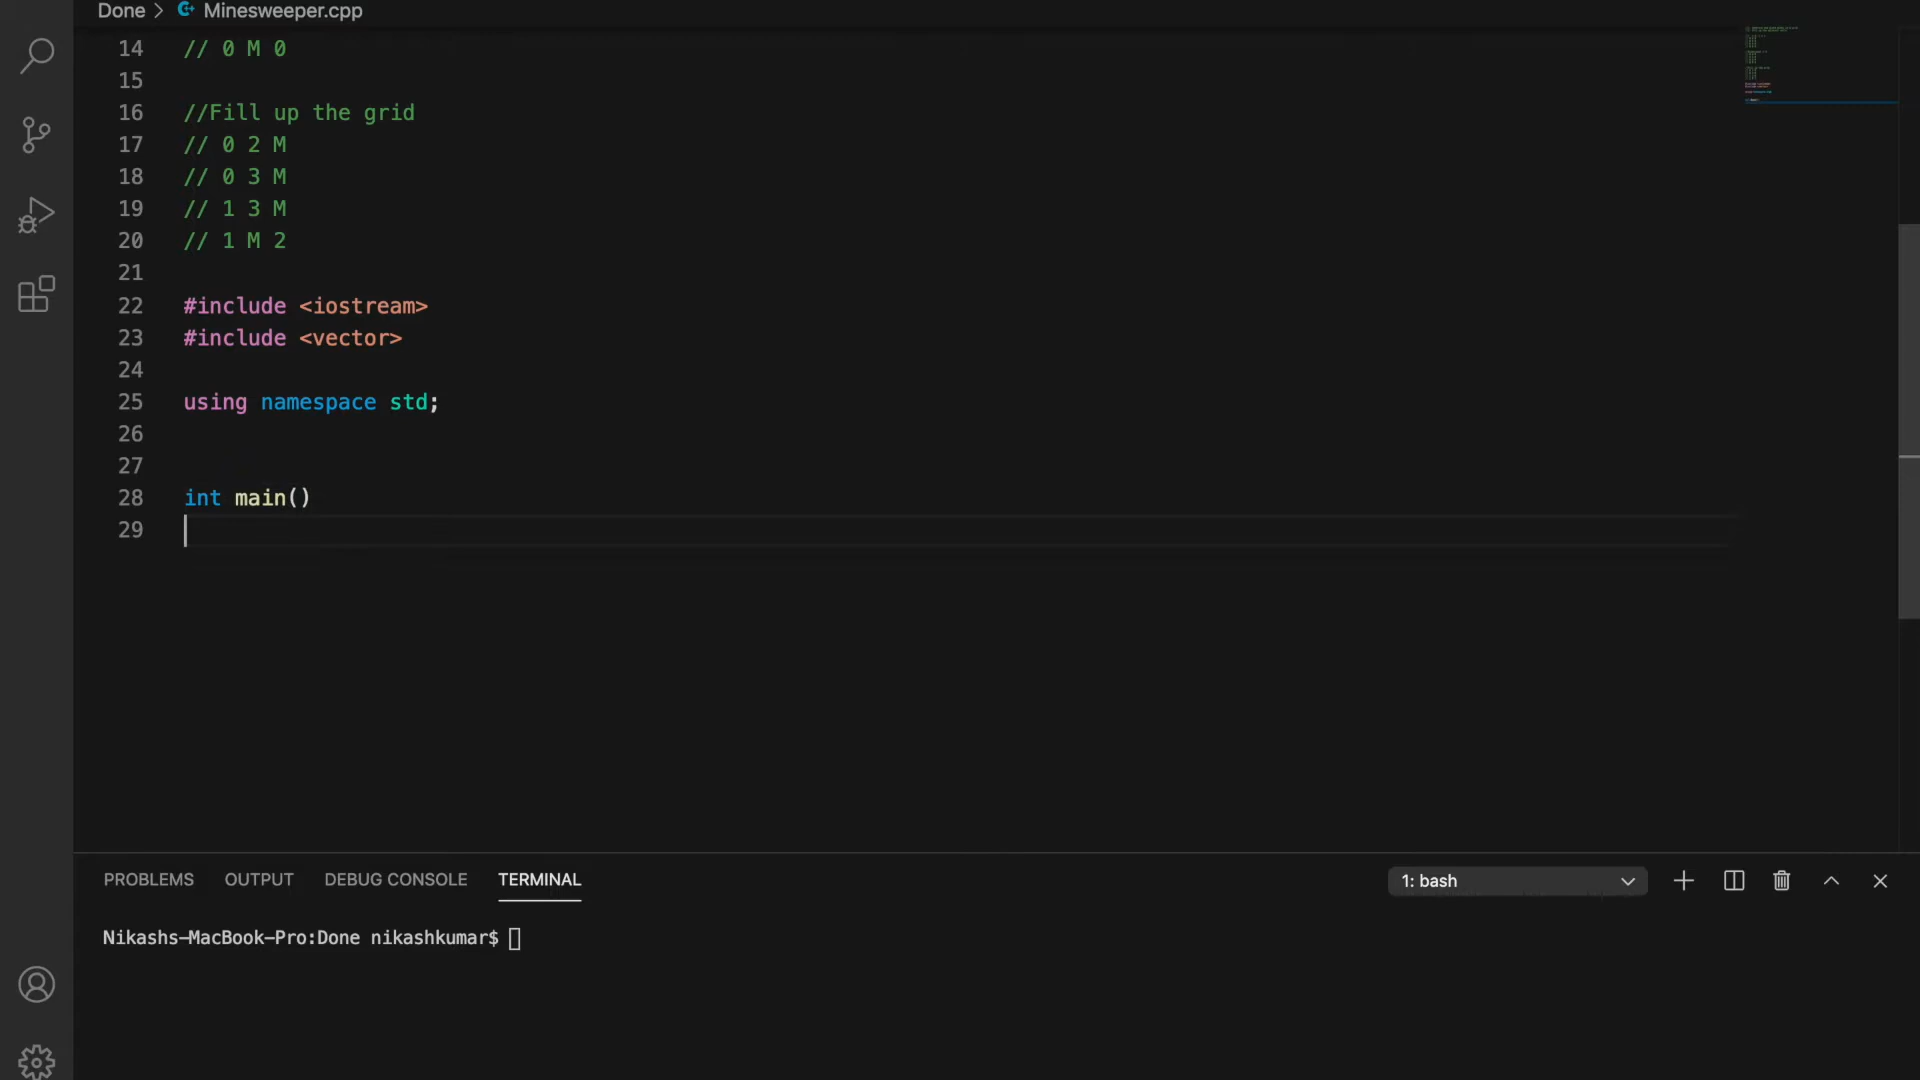 Done > Minesweeper.cpp
14 // 0 M 0
15
16 //Fill up the grid
17 // 0 2 M
18 // 0 3 M
19 // 1 3 M
20 // 1 M 2
21
22 #include <iostream>
23 #include <vector>
24
25 using namespace std;
26
27
28 int main()
29
PROBLEMS OUTPUT DEBUG CONSOLE TERMINAL 1: bash
Nikashs-MacBook-Pro:Done nikashkumar$